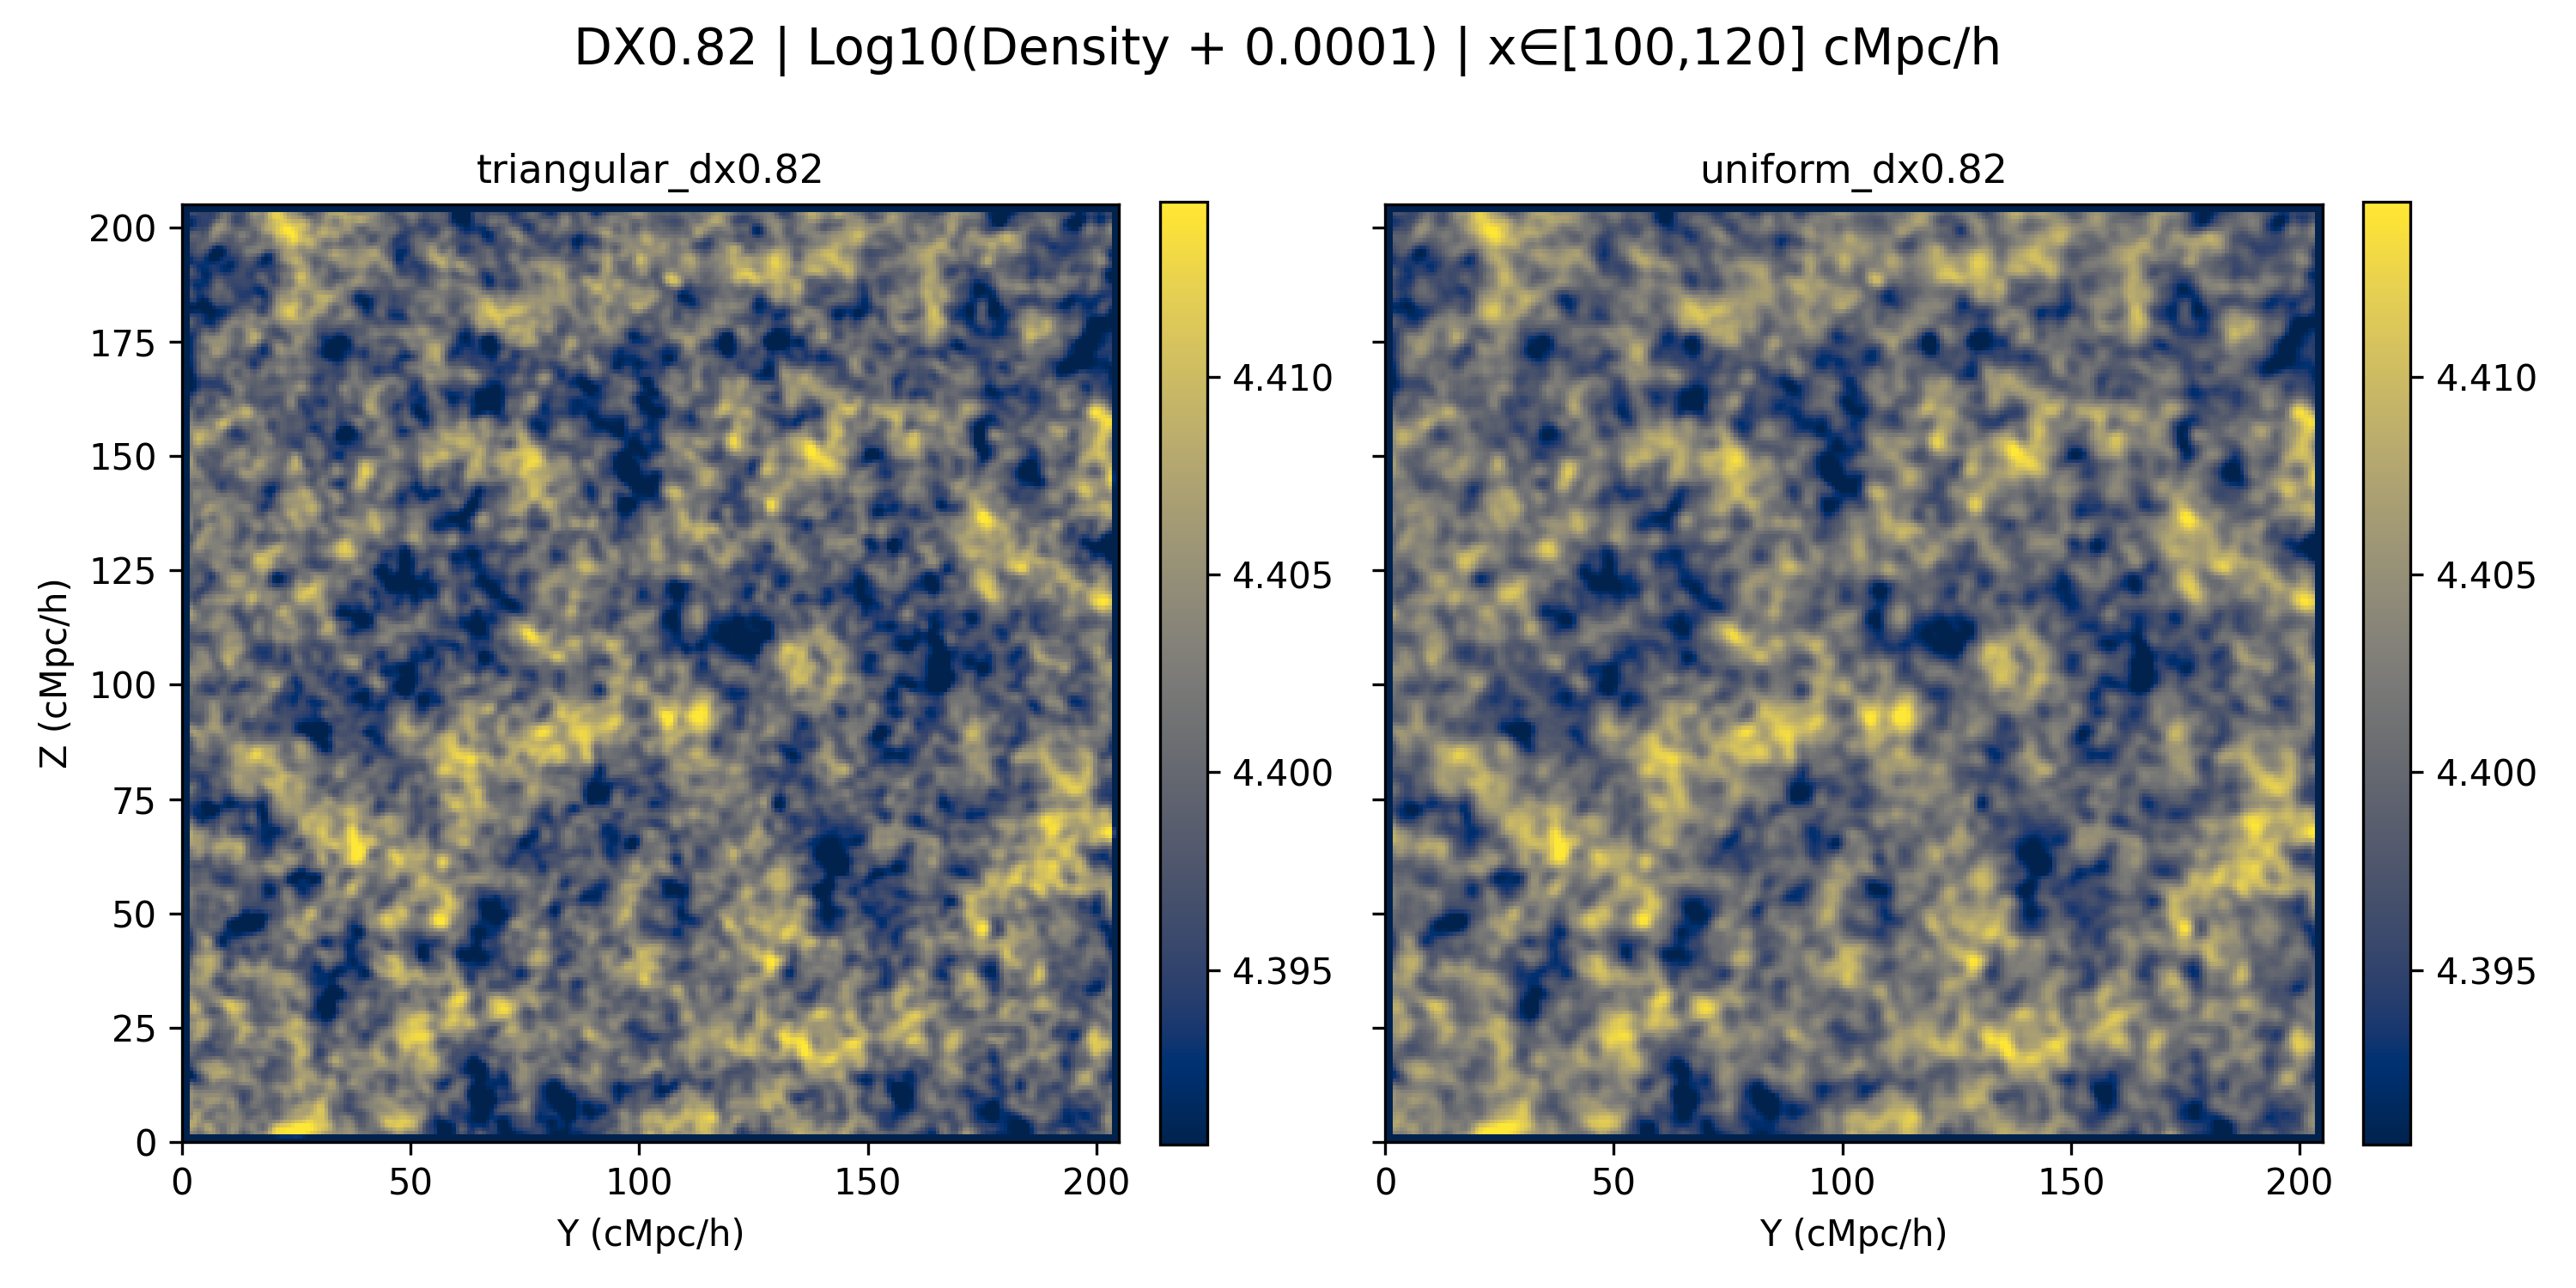 DX0.82 | Log10(Density + 0.0001) | x∈[100,120] cMpc/h
triangular_dx0.82
uniform_dx0.82
Z (cMpc/h)
200
175
150
125
100
75
50
25
0
0 50 100 150 200
Y (cMpc/h)
4.410
4.405
4.400
4.395
0 50 100 150 200
Y (cMpc/h)
4.410
4.405
4.400
4.395